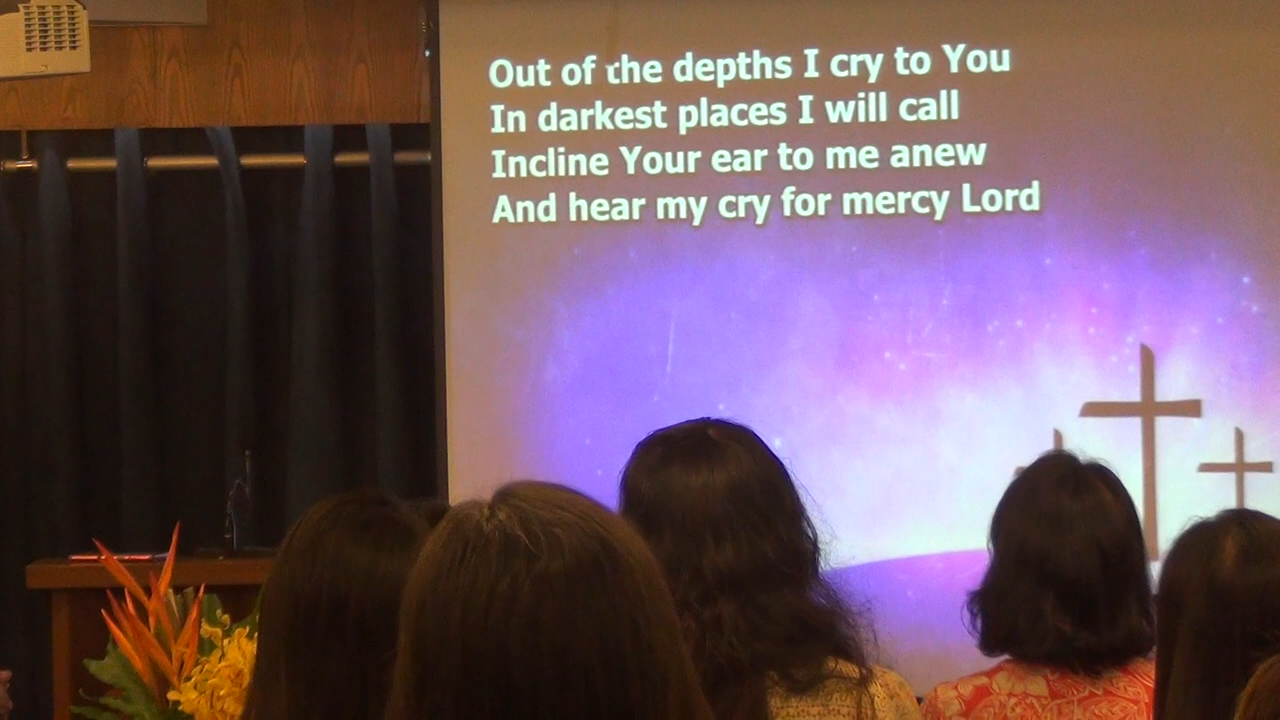 Out of the depths I cry to You
In darkest places I will call
Incline Your ear to me anew
And hear my cry for mercy Lord